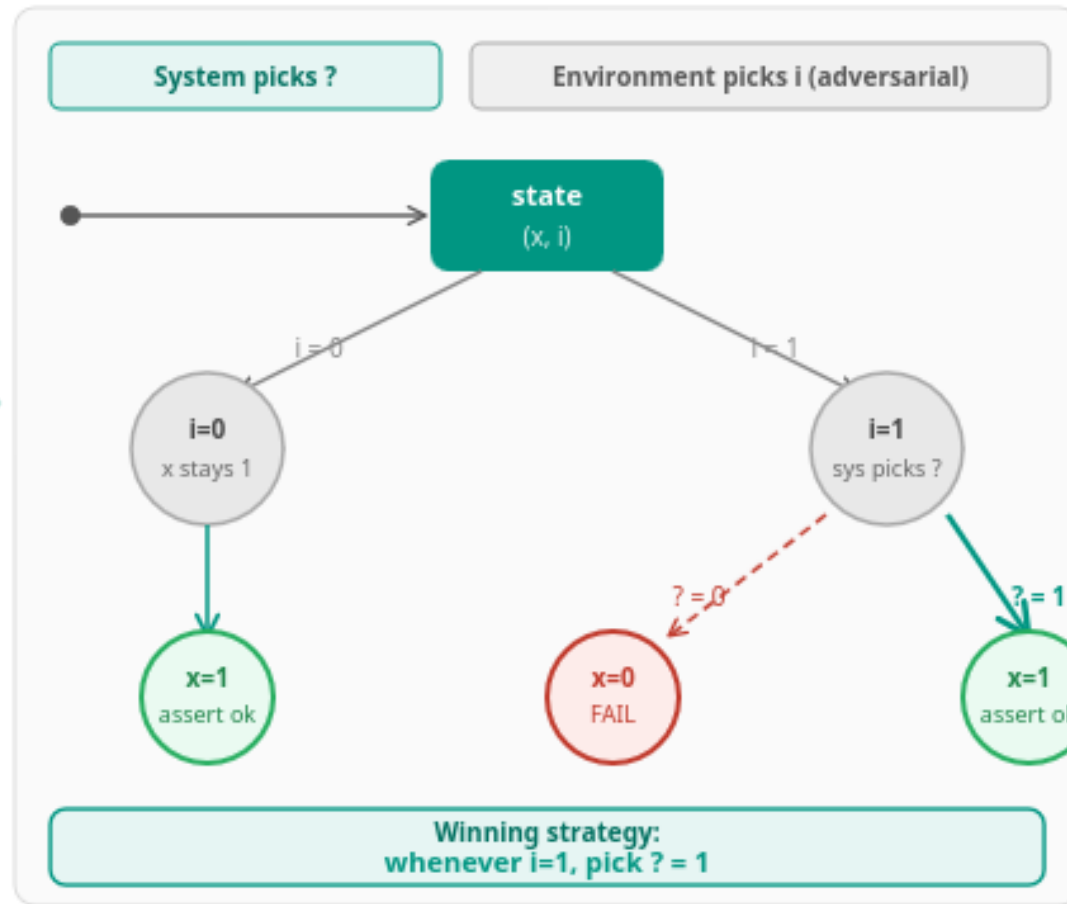 System picks ?
Environment picks i (adversarial)
state
(x, i)
i = 0
i = 1
i=0
x stays 1
i=1
sys picks ?
? = 0
? = 1
x=1
assert ok
x=0
FAIL
x=1
assert o
Winning strategy:
whenever i=1, pick ? = 1